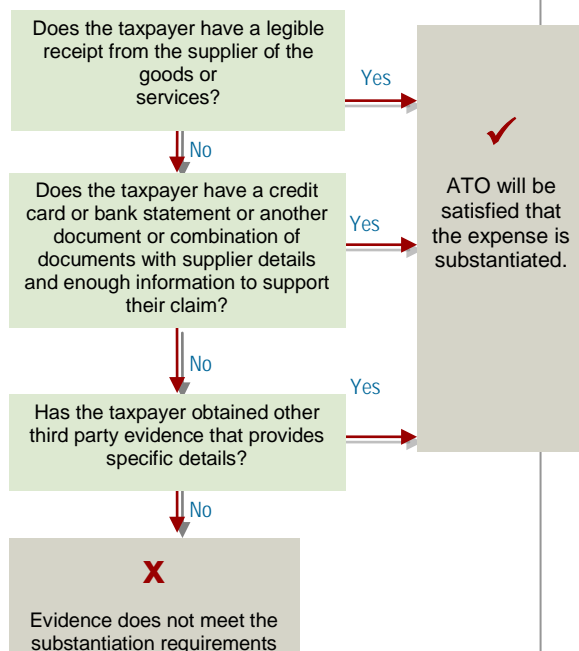 Does the taxpayer have a legible
receipt from the supplier of the
goods or
services?
Yes
✓
ATO will be
satisfied that
the expense is
substantiated.
No
Does the taxpayer have a credit
card or bank statement or another
document or combination of
documents with supplier details
and enough information to support
their claim?
Yes
No
Has the taxpayer obtained other
third party evidence that provides
specific details?
Yes
No
X
Evidence does not meet the
substantiation requirements